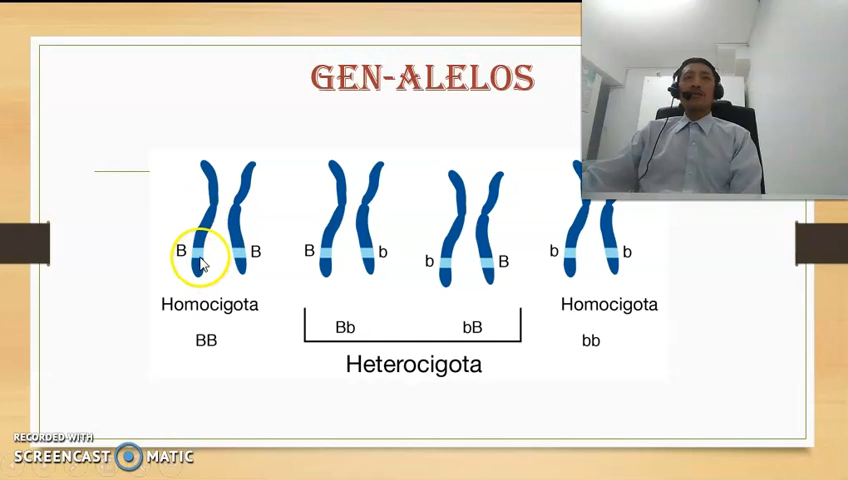 GEN-ALELOS
B B B b b B b b
Homocigota Homocigota
BB Bb bB bb
Heterocigota
RECORDED WITH
SCREENCAST MATIC